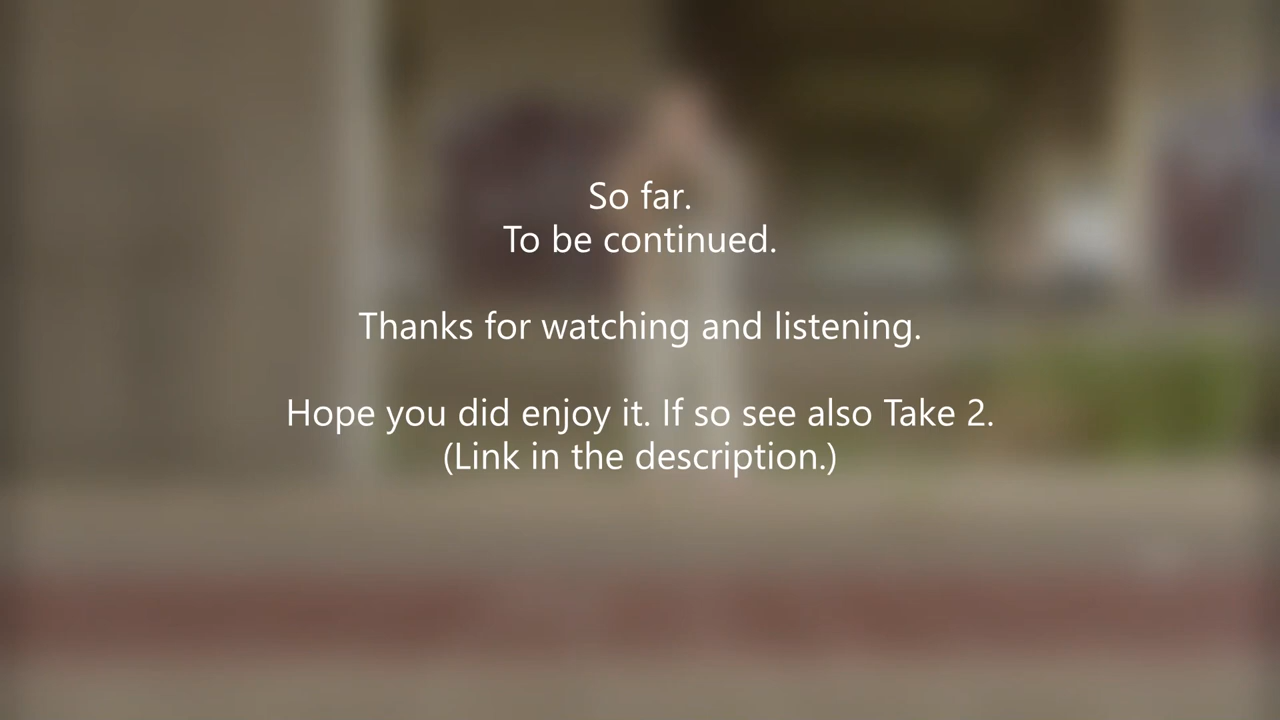 So far.
To be continued.
Thanks for watching and listening.
Hope you did enjoy it. If so see also Take 2.
(Link in the description.)